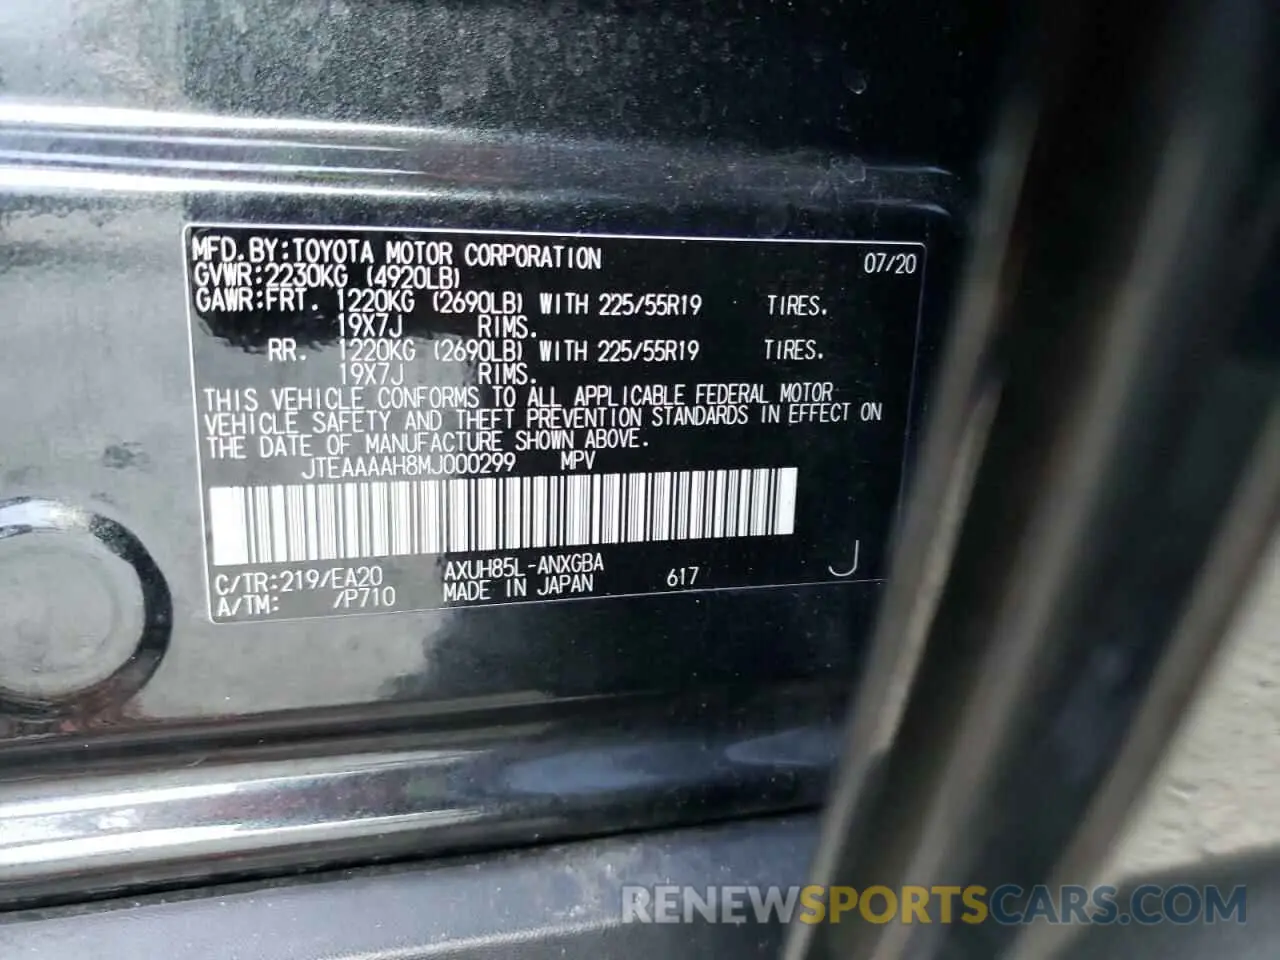 MFD.BY:TOYOTA MOTOR CORPORATION 07/20
GVWR:2230KG (4920LB)
GAWR:FRT. 1220KG (2690LB) WITH 225/55R19 TIRES.
19X7J RIMS.
RR. 1220KG (2690LB) WITH 225/55R19 TIRES.
19X7J RIMS.
THIS VEHICLE CONFORMS TO ALL APPLICABLE FEDERAL MOTOR
VEHICLE SAFETY AND THEFT PREVENTION STANDARDS IN EFFECT ON
THE DATE OF MANUFACTURE SHOWN ABOVE.
JTEAAAAH8MJ000299 MPV
C/TR:219/EA20 AXUH85L-ANXGBA
A/TM: /P710 MADE IN JAPAN 617 J
RENEWSPORTSCARS.COM